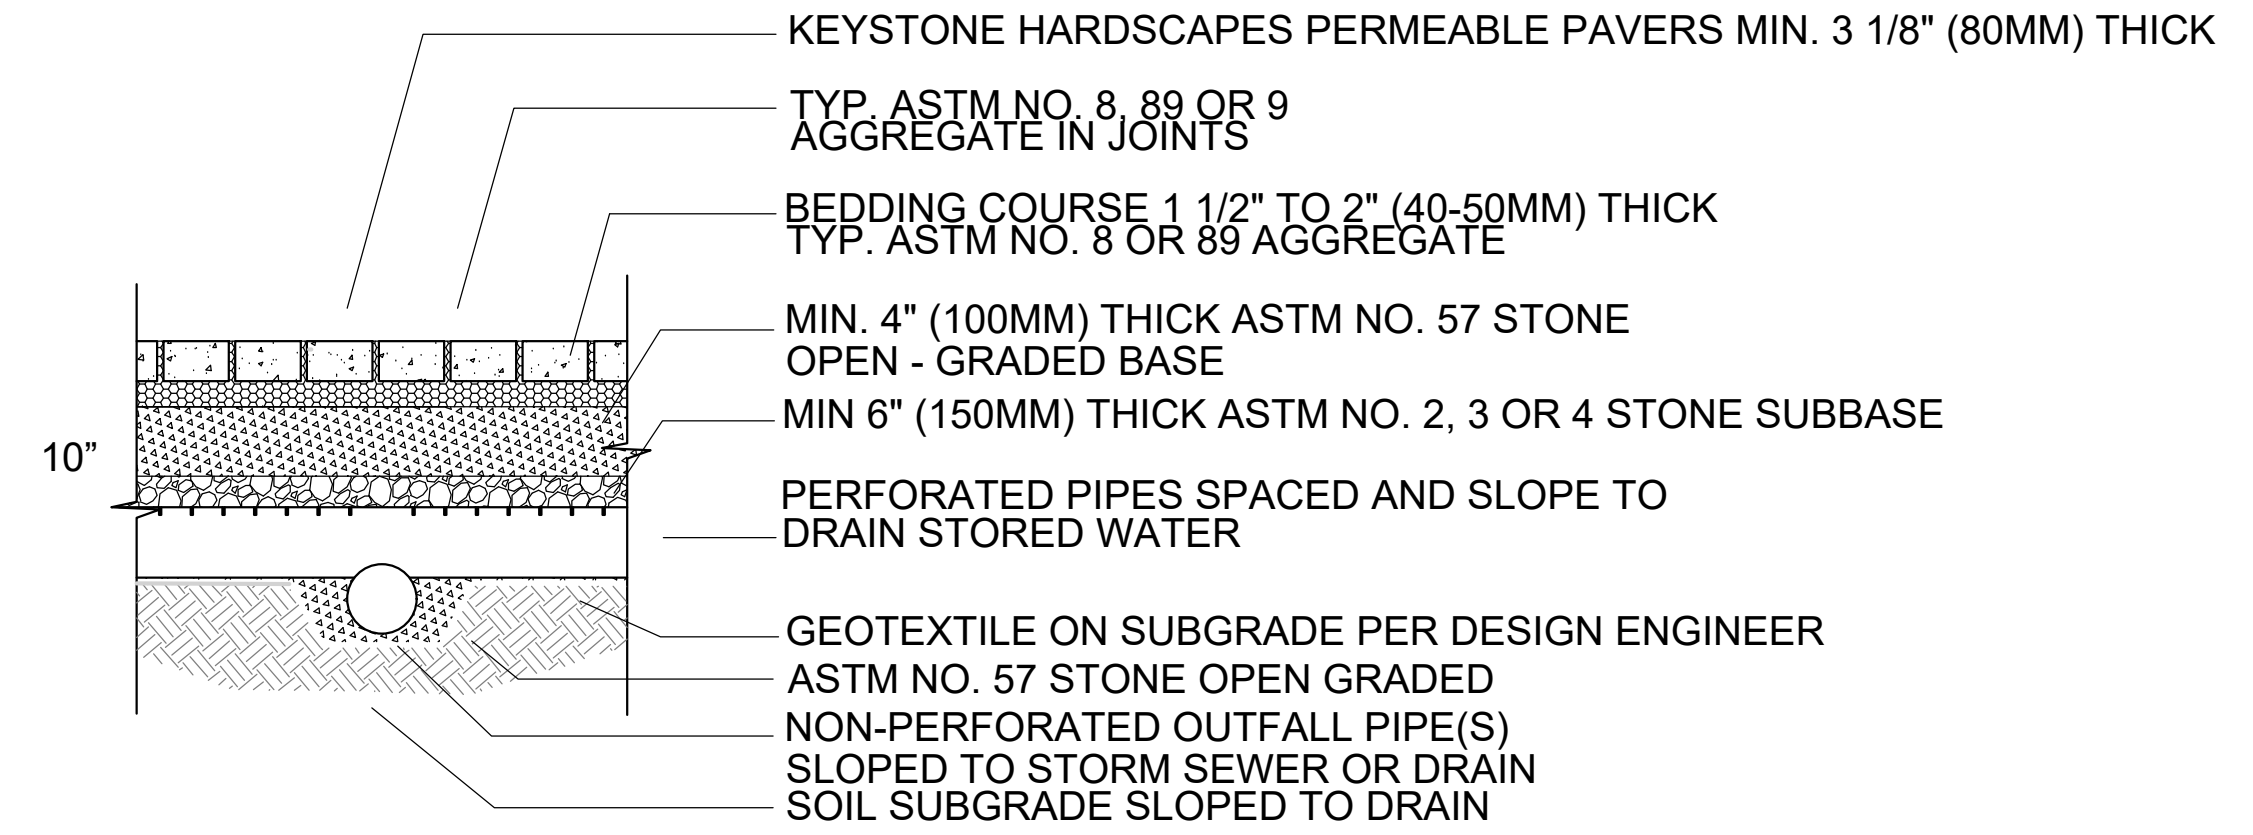 KEYSTONE HARDSCAPES PERMEABLE PAVERS MIN. 3 1/8" (80MM) THICK
TYP. ASTM NO. 8, 89 OR 9
AGGREGATE IN JOINTS
BEDDING COURSE 1 1/2" TO 2" (40-50MM) THICK
TYP. ASTM NO. 8 OR 89 AGGREGATE
MIN. 4" (100MM) THICK ASTM NO. 57 STONE
OPEN - GRADED BASE
MIN 6" (150MM) THICK ASTM NO. 2, 3 OR 4 STONE SUBBASE
10”
PERFORATED PIPES SPACED AND SLOPE TO
DRAIN STORED WATER
GEOTEXTILE ON SUBGRADE PER DESIGN ENGINEER
ASTM NO. 57 STONE OPEN GRADED
NON-PERFORATED OUTFALL PIPE(S)
SLOPED TO STORM SEWER OR DRAIN
SOIL SUBGRADE SLOPED TO DRAIN